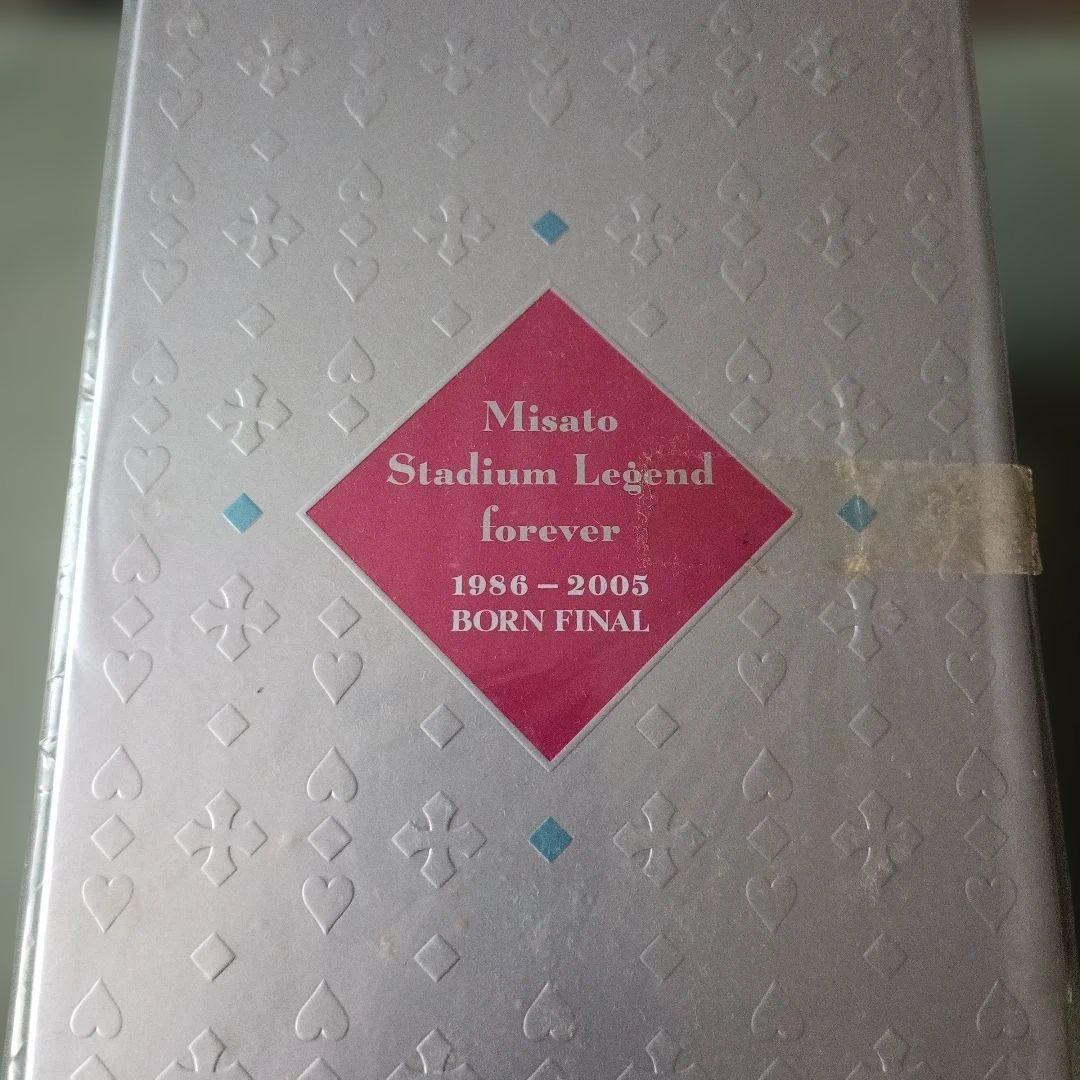 Misato
Stadium Legend
forever
1986 – 2005
BORN FINAL